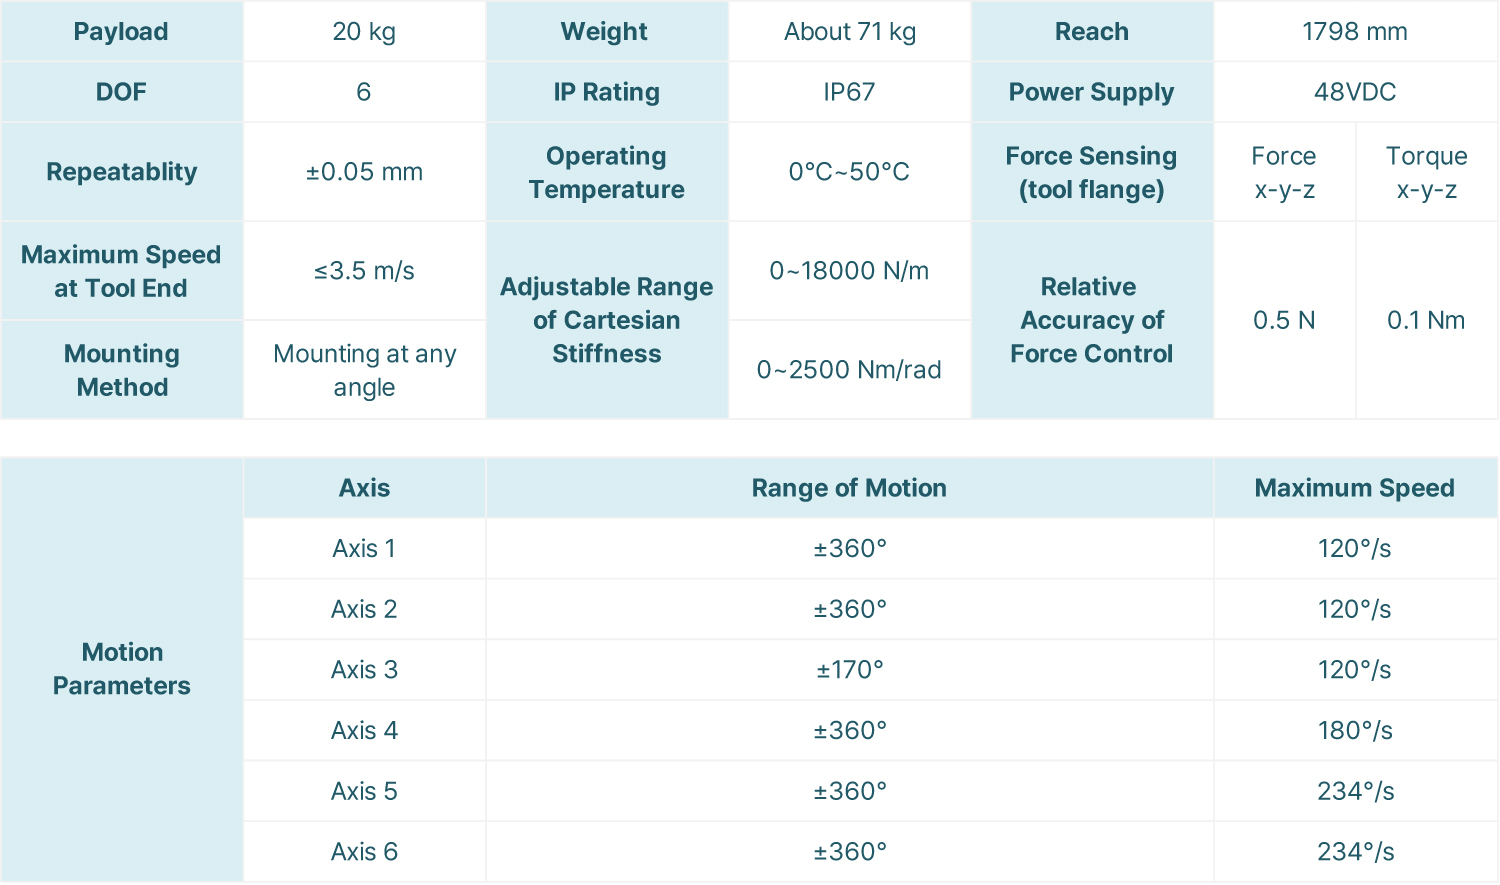 Payload 20 kg Weight About 71 kg Reach 1798 mm
DOF 6 IP Rating IP67 Power Supply 48VDC
Repeatablity ±0.05 mm Operating Temperature 0°C~50°C Force Sensing (tool flange) Force x-y-z Torque x-y-z
Maximum Speed at Tool End ≤3.5 m/s Adjustable Range of Cartesian Stiffness 0~18000 N/m Relative Accuracy of Force Control 0.5 N 0.1 Nm
Mounting Method Mounting at any angle 0~2500 Nm/rad
Motion Parameters Axis Range of Motion Maximum Speed
Axis 1 ±360° 120°/s
Axis 2 ±360° 120°/s
Axis 3 ±170° 120°/s
Axis 4 ±360° 180°/s
Axis 5 ±360° 234°/s
Axis 6 ±360° 234°/s